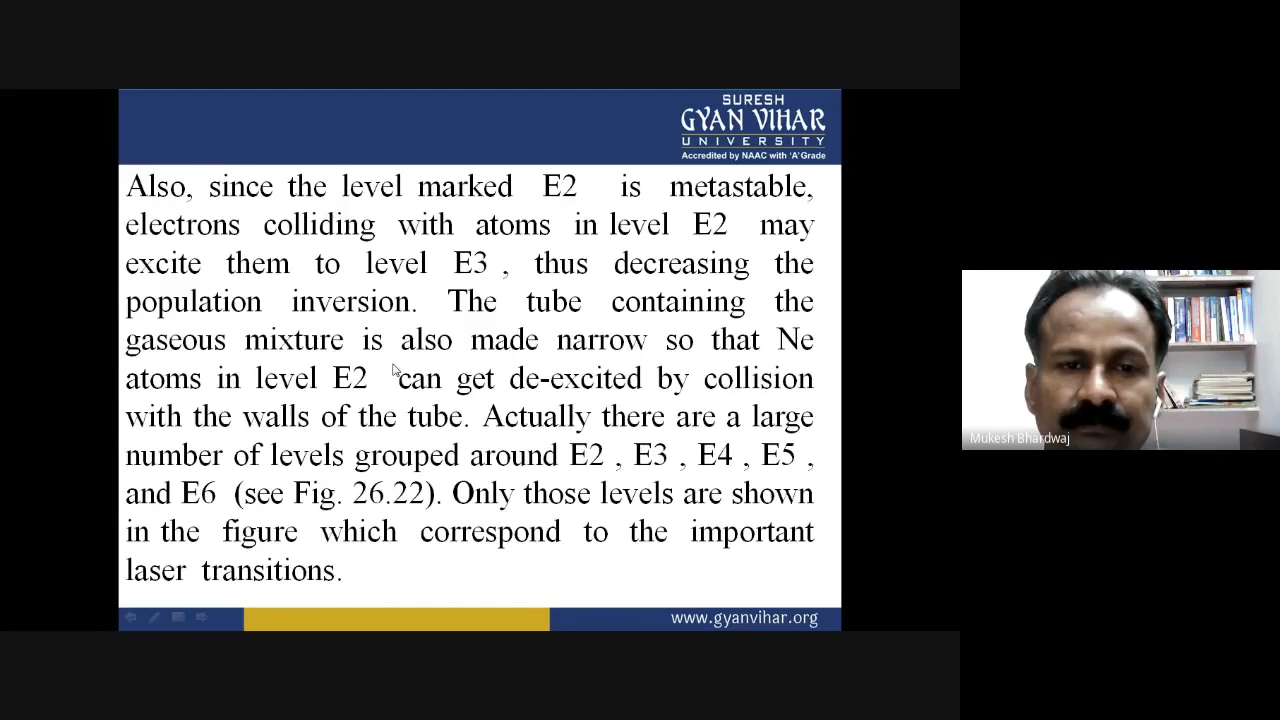 SURESH
GYAN VIHAR
UNIVERSITY
Accredited by NAAC with 'A' Grade
Also, since the level marked E2 is metastable,
electrons colliding with atoms in level E2 may
excite them to level E3 , thus decreasing the
population inversion. The tube containing the
gaseous mixture is also made narrow so that Ne
atoms in level E2 can get de-excited by collision
with the walls of the tube. Actually there are a large
number of levels grouped around E2 , E3 , E4 , E5 ,
and E6 (see Fig. 26.22). Only those levels are shown
in the figure which correspond to the important
laser transitions.
www.gyanvihar.org
Mukesh Bhardwaj